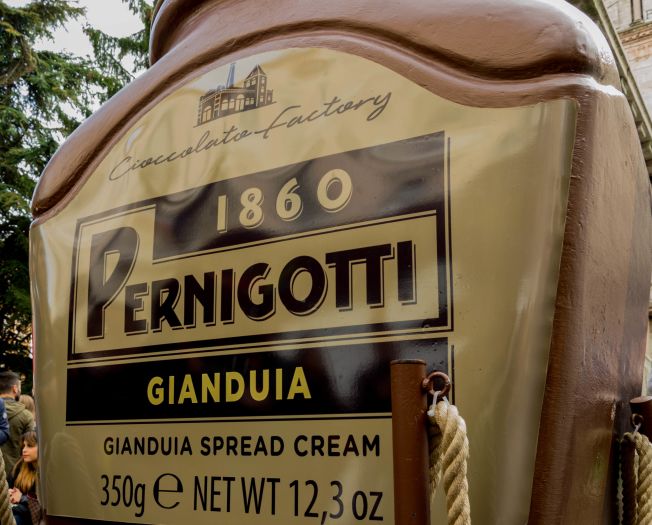 Cioccolato Factory
1860
PERNIGOTTI
GIANDUIA
GIANDUIA SPREAD CREAM
350g ℮ NET WT 12,3 oz